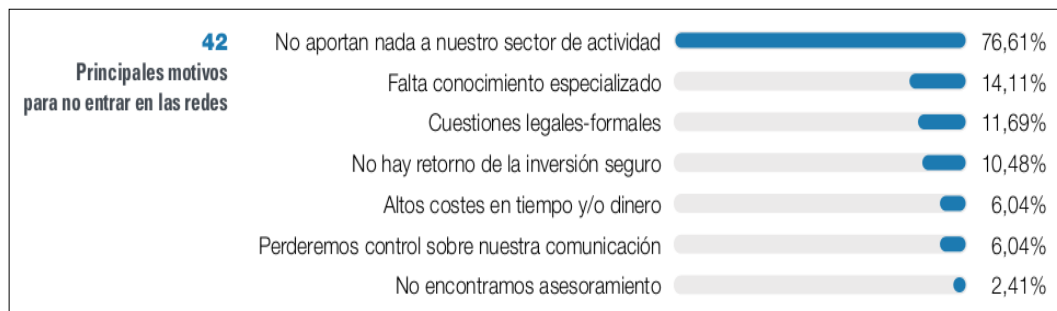 42
Principales motivos
para no entrar en las redes
No aportan nada a nuestro sector de actividad 76,61%
Falta conocimiento especializado 14,11%
Cuestiones legales-formales 11,69%
No hay retorno de la inversión seguro 10,48%
Altos costes en tiempo y/o dinero 6,04%
Perderemos control sobre nuestra comunicación 6,04%
No encontramos asesoramiento 2,41%